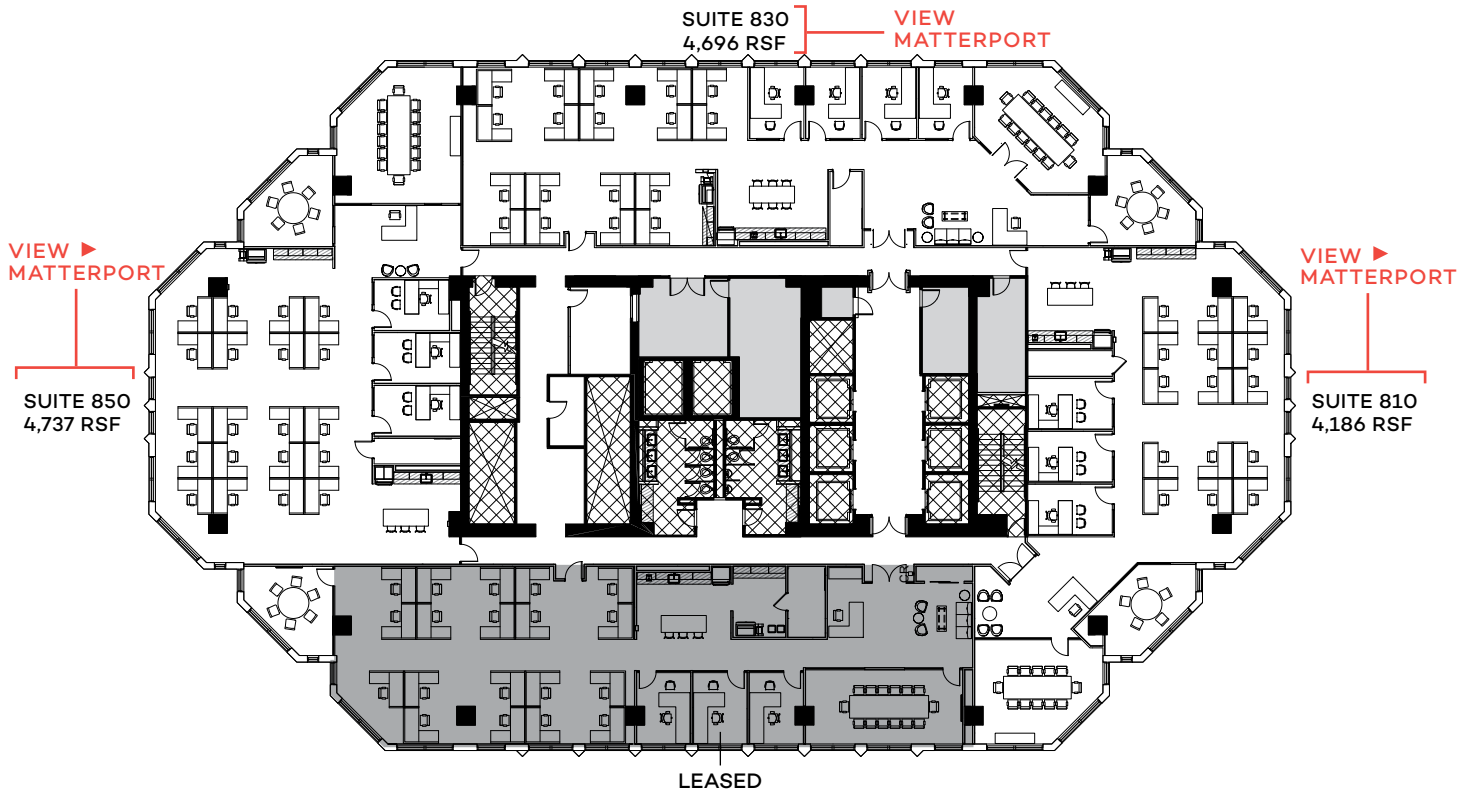 SUITE 830
4,696 RSF
VIEW
MATTERPORT
VIEW ►
MATTERPORT
SUITE 850
4,737 RSF
VIEW ►
MATTERPORT
SUITE 810
4,186 RSF
LEASED